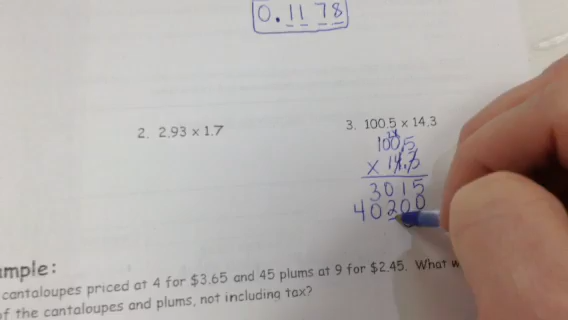 0.1178
2. 2.93 x 1.7
3. 100.5 x 14.3
100.5
x 14.3
3015
40200
mple:
cantaloupes priced at 4 for $3.65 and 45 plums at 9 for $2.45. What
of the cantaloupes and plums, not including tax?